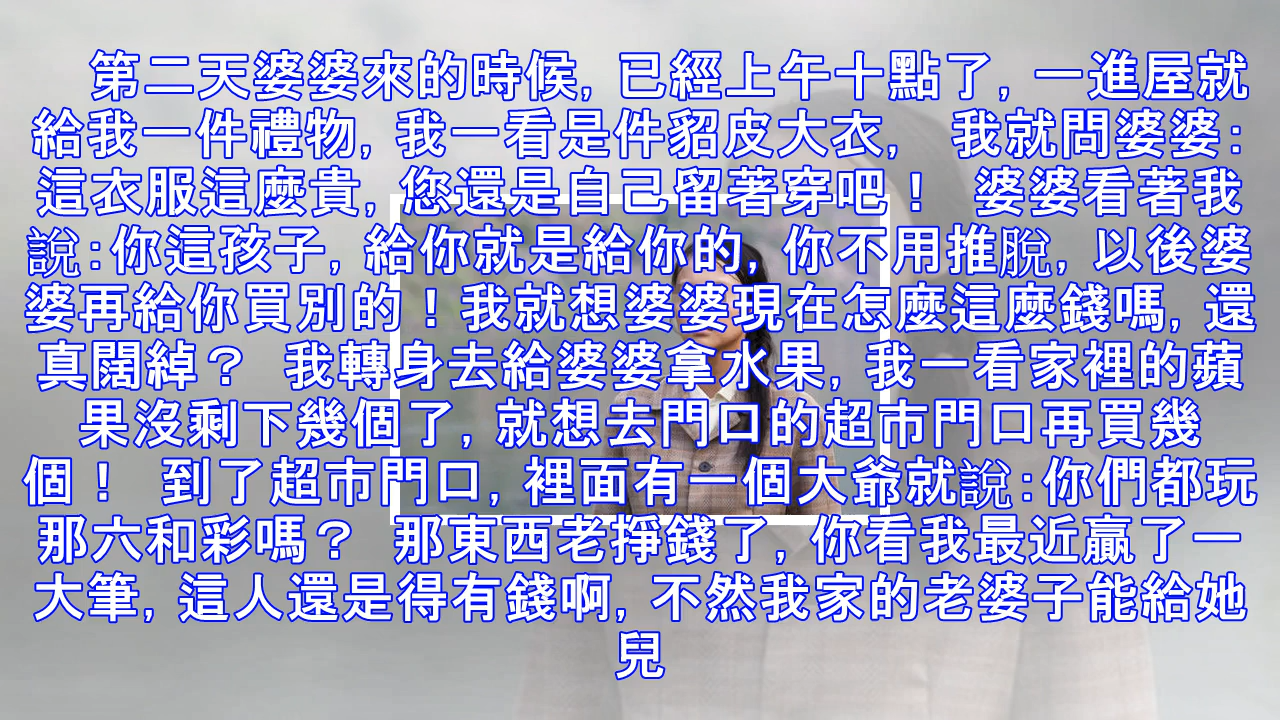 第二天婆婆來的時候, 已經上午十點了, 一進屋就
給我一件禮物, 我一看是件貂皮大衣, 我就問婆婆:
這衣服這麼貴, 您還是自己留著穿吧！ 婆婆看著我
說:你這孩子, 給你就是給你的, 你不用推脫, 以後婆
婆再給你買別的！我就想婆婆現在怎麼這麼錢嗎, 還
真闊綽？ 我轉身去給婆婆拿水果, 我一看家裡的蘋
果沒剩下幾個了, 就想去門口的超市門口再買幾
個！ 到了超市門口, 裡面有一個大爺就說:你們都玩
那六和彩嗎？ 那東西老掙錢了, 你看我最近贏了一
大筆, 這人還是得有錢啊, 不然我家的老婆子能給她
兒